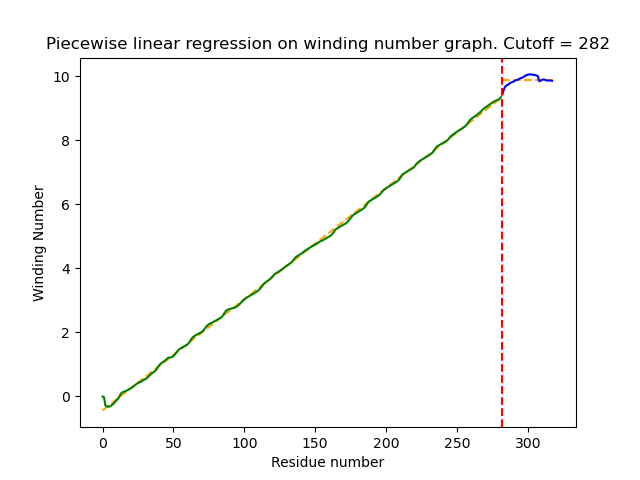 Piecewise linear regression on winding number graph. Cutoff = 282
10
8
6
4
2
0
Winding Number
0 50 100 150 200 250 300
Residue number